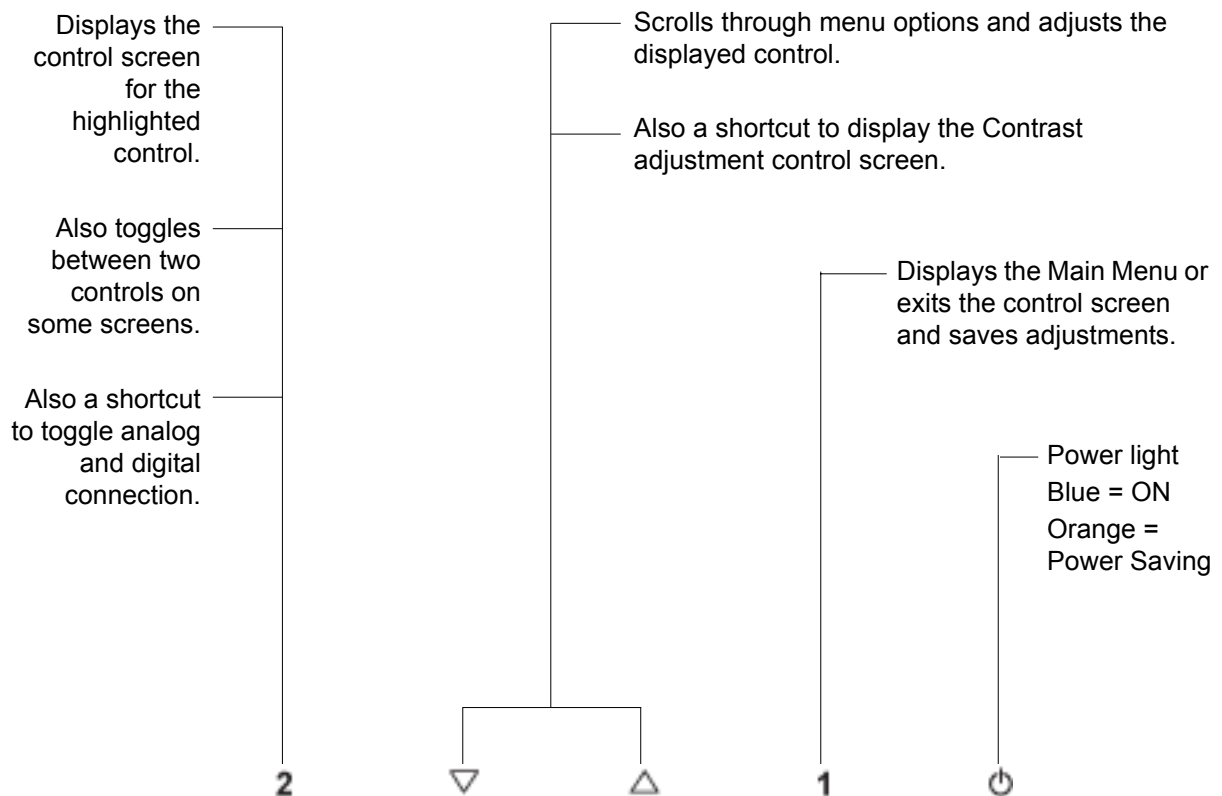 Displays the
control screen
for the
highlighted
control.
Also toggles
between two
controls on
some screens.
Also a shortcut
to toggle analog
and digital
connection.
Scrolls through menu options and adjusts the
displayed control.
Also a shortcut to display the Contrast
adjustment control screen.
Displays the Main Menu or
exits the control screen
and saves adjustments.
Power light
Blue = ON
Orange =
Power Saving
2 ▽ △ 1 ⏻